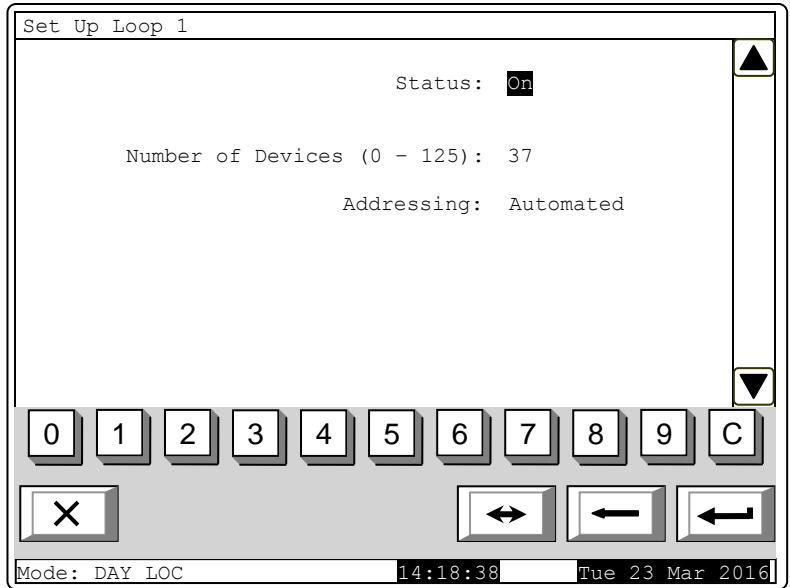 Set Up Loop 1
Status: On
Number of Devices (0 – 125): 37
Addressing: Automated
0 1 2 3 4 5 6 7 8 9 C
Mode: DAY LOC 14:18:38 Tue 23 Mar 2016